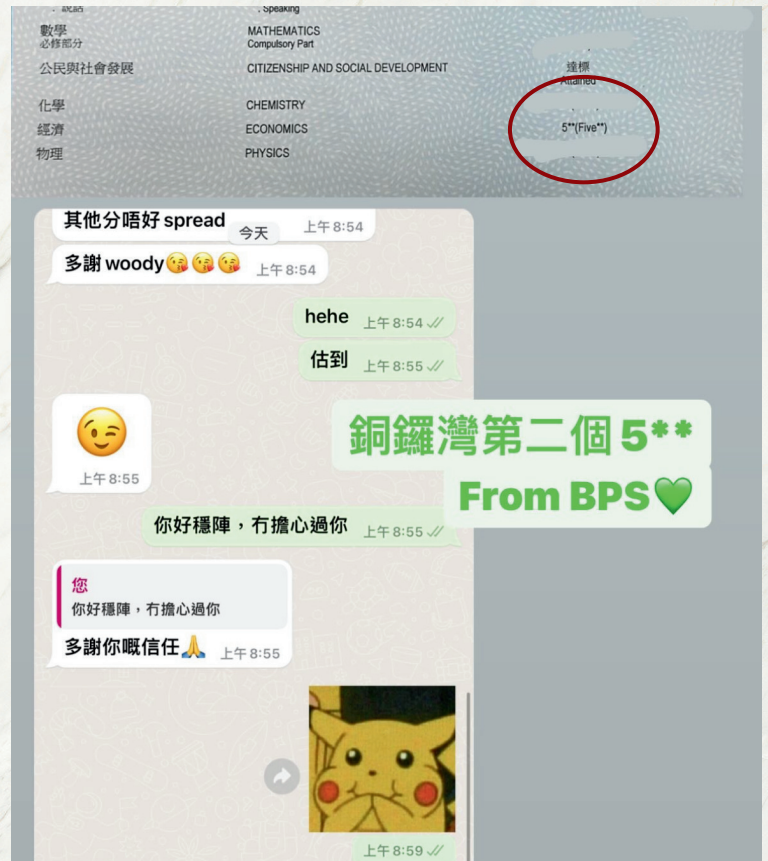 , Speaking
數學 MATHEMATICS
必修部分 Compulsory Part
公民與社會發展 CITIZENSHIP AND SOCIAL DEVELOPMENT 達標
Attained
化學 CHEMISTRY
經濟 ECONOMICS 5**(Five**)
物理 PHYSICS
其他分唔好 spread 上午 8:54
今天
多謝 woody😘😘😘 上午 8:54
hehe 上午 8:54
估到 上午 8:55
😉
上午 8:55
銅鑼灣第二個 5**
From BPS💚
你好穩陣,冇擔心過你 上午 8:55
您
你好穩陣,冇擔心過你
多謝你嘅信任🙏 上午 8:55
上午 8:59